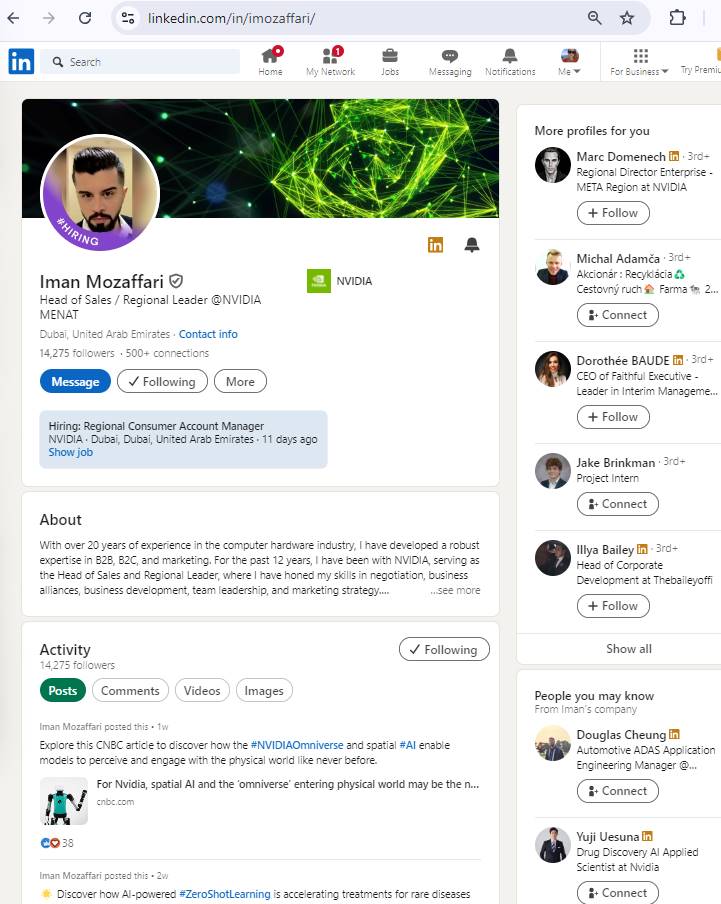 linkedin.com/in/imozaffari/
in
Search
Home
1
My Network
Jobs
Messaging
Notifications
Me
For Business
Try Premiu
#HIRING
in
Iman Mozaffari
Head of Sales / Regional Leader @NVIDIA
MENAT
NVIDIA
Dubai, United Arab Emirates · Contact info
14,275 followers · 500+ connections
Message
Following
More
Hiring: Regional Consumer Account Manager
NVIDIA · Dubai, Dubai, United Arab Emirates · 11 days ago
Show job
About
With over 20 years of experience in the computer hardware industry, I have developed a robust
expertise in B2B, B2C, and marketing. For the past 12 years, I have been with NVIDIA, serving as
the Head of Sales and Regional Leader, where I have honed my skills in negotiation, business
alliances, business development, team leadership, and marketing strategy....
...see more
Activity
14,275 followers
Following
Posts
Comments
Videos
Images
Iman Mozaffari posted this • 1w
Explore this CNBC article to discover how the #NVIDIAOmniverse and spatial #AI enable
models to perceive and engage with the physical world like never before.
For Nvidia, spatial AI and the 'omniverse' entering physical world may be the n...
cnbc.com
38
Iman Mozaffari posted this • 2w
☀️ Discover how AI-powered #ZeroShotLearning is accelerating treatments for rare diseases
More profiles for you
Marc Domenech in · 3rd+
Regional Director Enterprise -
META Region at NVIDIA
+ Follow
Michal Adamča · 3rd+
Akcionár : Recyklácia♻️
Cestovný ruch🏠 Farma🐄 2...
Connect
Dorothée BAUDE in · 3rd+
CEO of Faithful Executive -
Leader in Interim Manageme...
+ Follow
Jake Brinkman · 3rd+
Project Intern
Connect
Illya Bailey in · 3rd+
Head of Corporate
Development at Thebaileyoffi
+ Follow
Show all
People you may know
From Iman's company
Douglas Cheung in
Automotive ADAS Application
Engineering Manager @...
Connect
Yuji Uesuna in
Drug Discovery AI Applied
Scientist at Nvidia
Connect